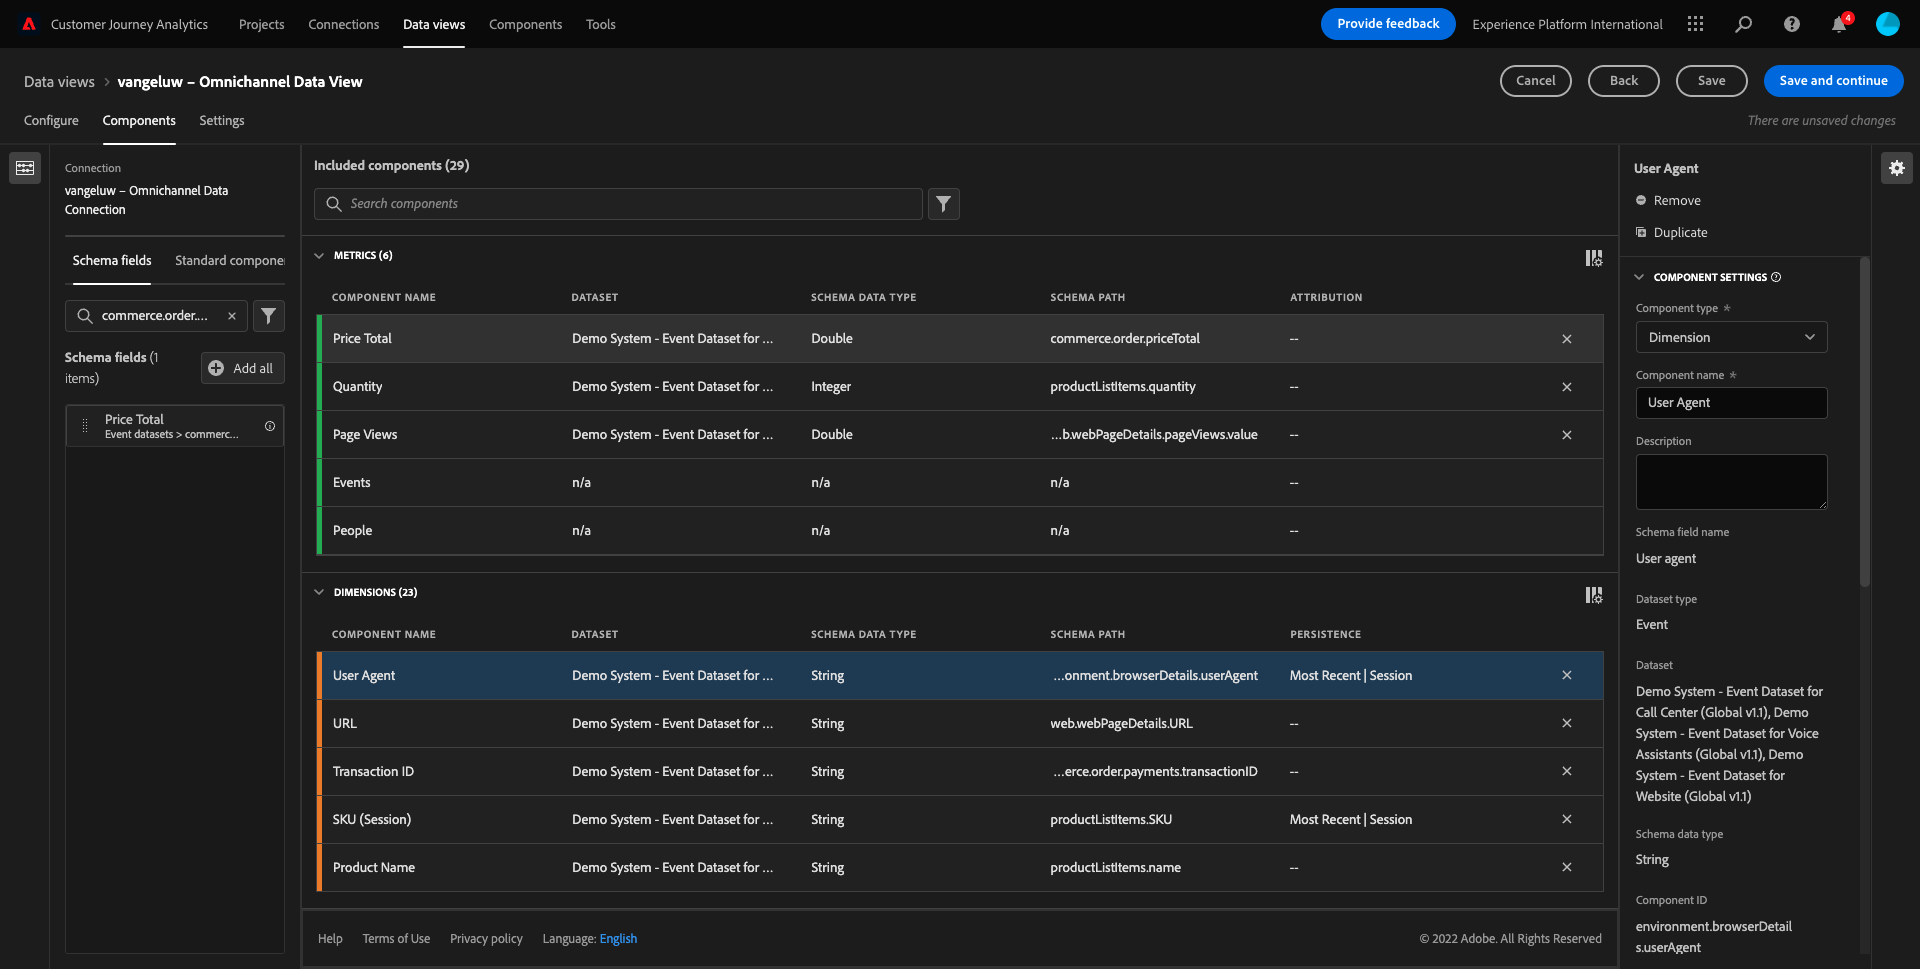 Customer Journey Analytics Projects Connections Data views Components Tools Provide feedback Experience Platform International 4
Data views > vangeluw – Omnichannel Data View Cancel Back Save Save and continue
Configure Components Settings There are unsaved changes
Connection
vangeluw – Omnichannel Data
Connection
Schema fields Standard compone
commerce.order....
Schema fields (1
items)
Add all
Price Total
Event datasets > commerc...
Included components (29)
Search components
METRICS (6)
COMPONENT NAME DATASET SCHEMA DATA TYPE SCHEMA PATH ATTRIBUTION
Price Total Demo System - Event Dataset for ... Double commerce.order.priceTotal --
Quantity Demo System - Event Dataset for ... Integer productListItems.quantity --
Page Views Demo System - Event Dataset for ... Double ...b.webPageDetails.pageViews.value --
Events n/a n/a n/a --
People n/a n/a n/a --
DIMENSIONS (23)
COMPONENT NAME DATASET SCHEMA DATA TYPE SCHEMA PATH PERSISTENCE
User Agent Demo System - Event Dataset for ... String ...onment.browserDetails.userAgent Most Recent | Session
URL Demo System - Event Dataset for ... String web.webPageDetails.URL --
Transaction ID Demo System - Event Dataset for ... String ...erce.order.payments.transactionID --
SKU (Session) Demo System - Event Dataset for ... String productListItems.SKU Most Recent | Session
Product Name Demo System - Event Dataset for ... String productListItems.name --
Help Terms of Use Privacy policy Language: English © 2022 Adobe. All Rights Reserved
User Agent
Remove
Duplicate
COMPONENT SETTINGS
Component type *
Dimension
Component name *
User Agent
Description
Schema field name
User agent
Dataset type
Event
Dataset
Demo System - Event Dataset for
Call Center (Global v1.1), Demo
System - Event Dataset for Voice
Assistants (Global v1.1), Demo
System - Event Dataset for
Website (Global v1.1)
Schema data type
String
Component ID
environment.browserDetail
s.userAgent